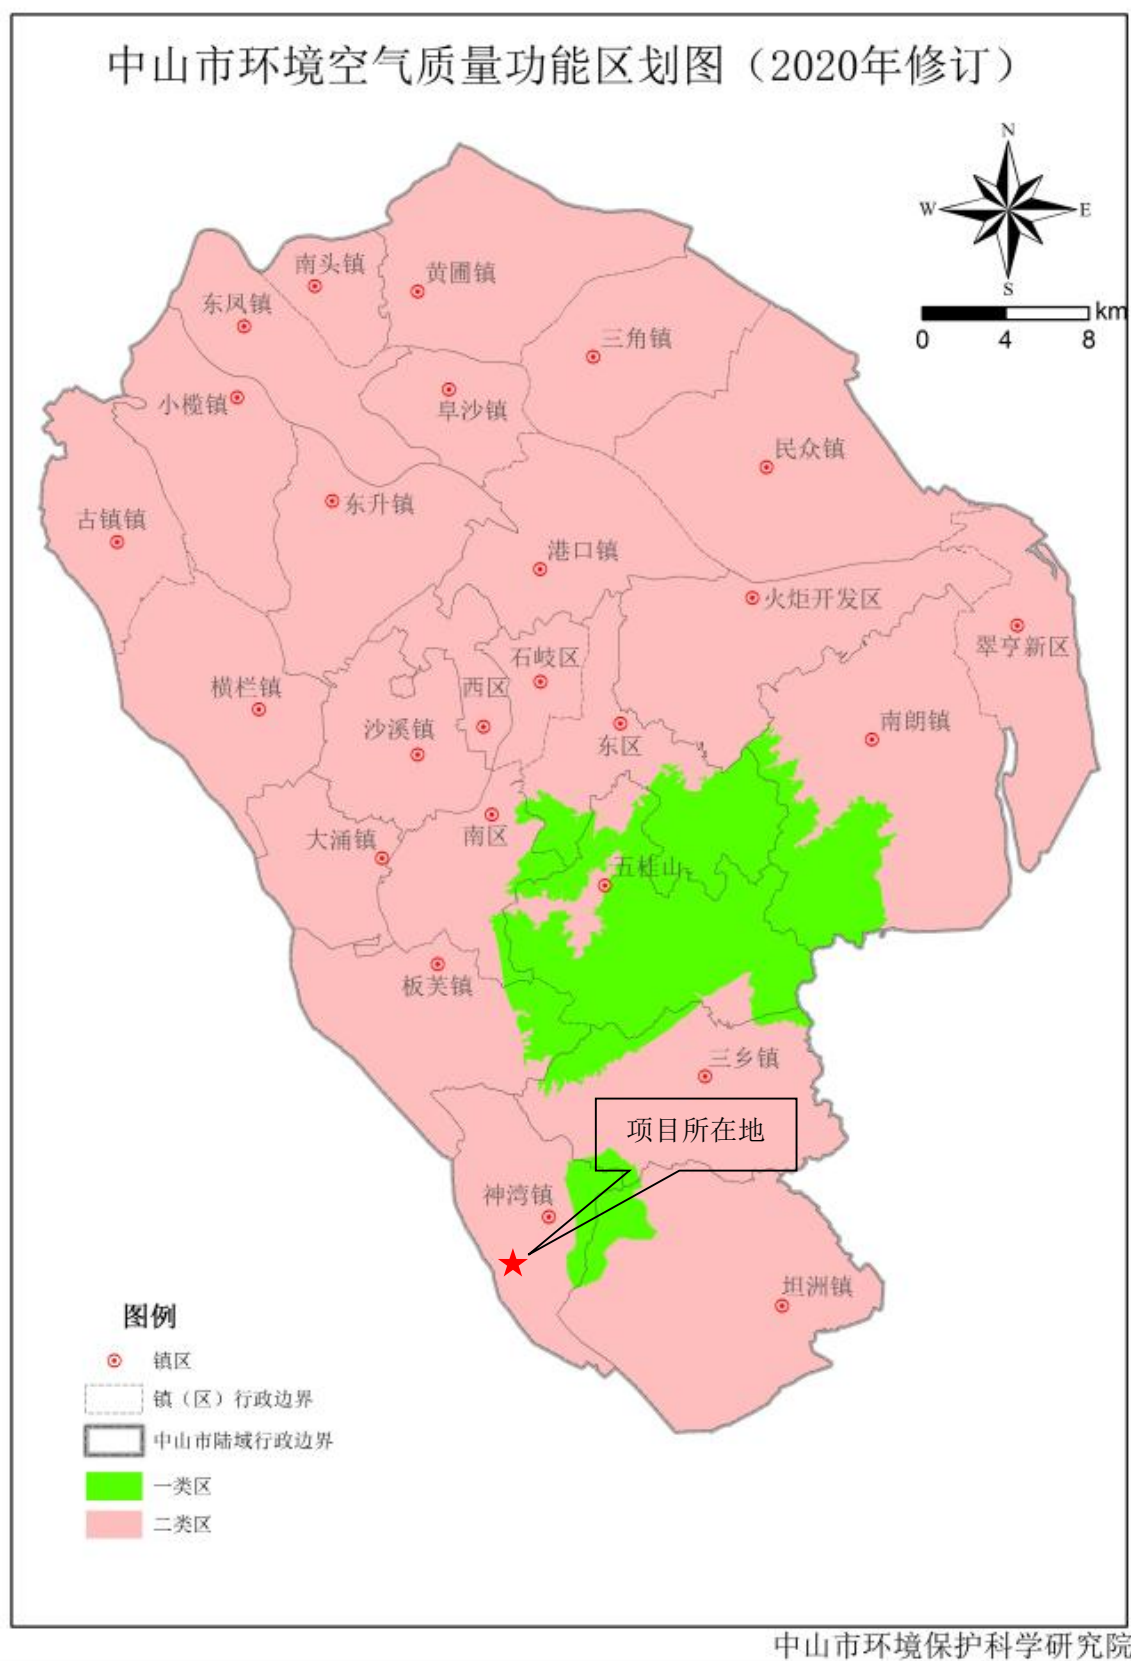 中山市环境空气质量功能区划图（2020年修订）
N
W
E
S
km
0 4 8
南头镇
黄圃镇
东凤镇
三角镇
小榄镇
阜沙镇
民众镇
东升镇
古镇镇
港口镇
火炬开发区
翠亨新区
石岐区
横栏镇
西区
沙溪镇
东区
南朗镇
南区
大涌镇
五桂山
板芙镇
三乡镇
项目所在地
神湾镇
坦洲镇
图例
镇区
镇（区）行政边界
中山市陆域行政边界
一类区
二类区
中山市环境保护科学研究院